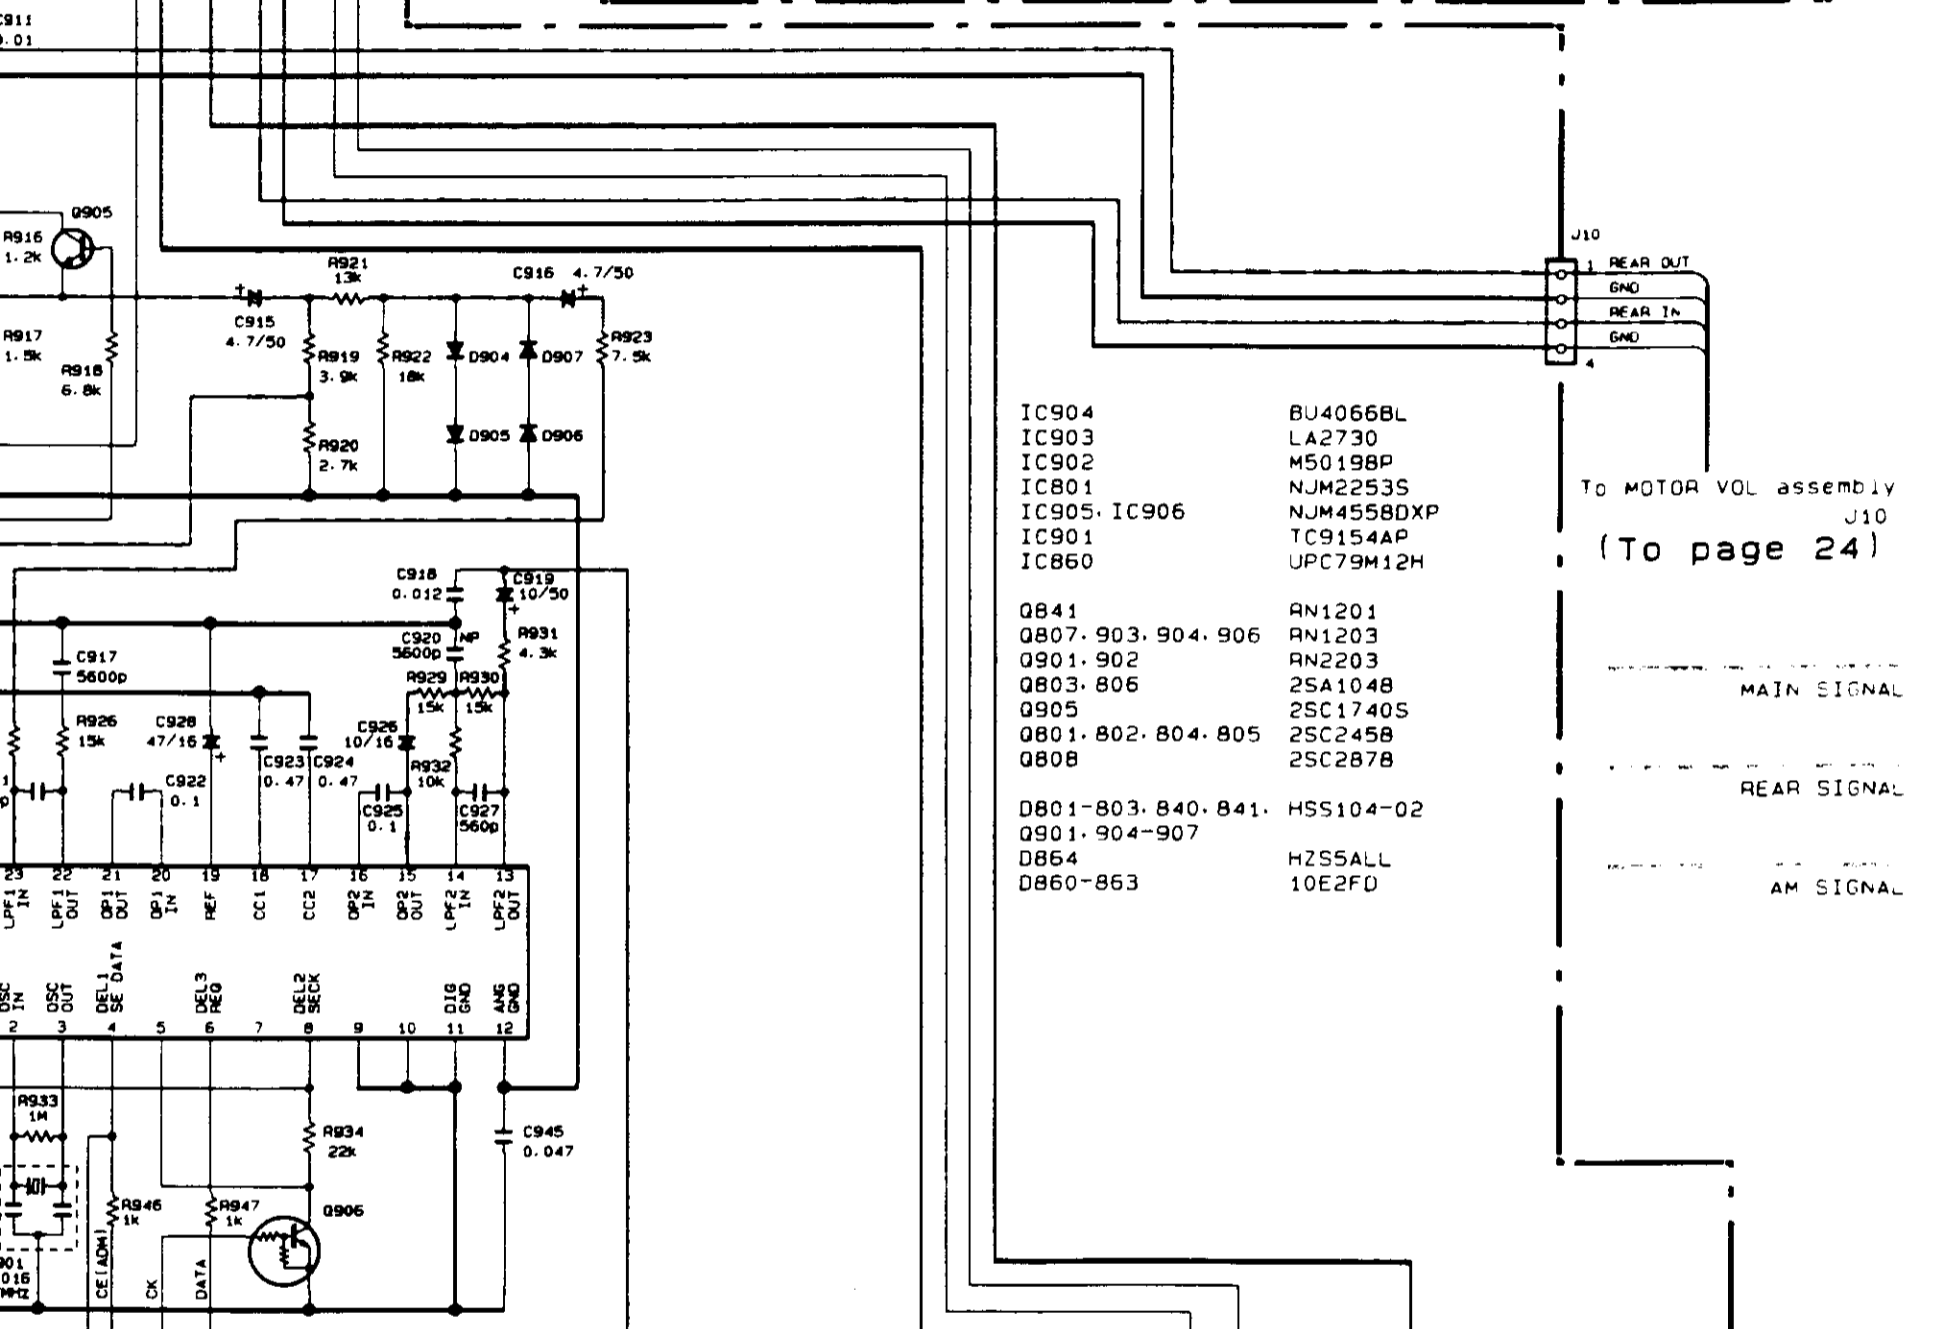 C911
0.01
Q905
R916
1.2k
R917
1.5k
R918
6.8k
C915
4.7/50
R921
13k
C916 4.7/50
R919
3.9k
R922
18k
D904
D907
R923
7.5k
R920
2.7k
D905
D906
J10
1 REAR OUT
GND
REAR IN
GND
4
IC904 BU4066BL
IC903 LA2730
IC902 M50198P
IC801 NJM2253S
IC905, IC906 NJM4558DXP
IC901 TC9154AP
IC860 UPC79M12H
Q841 RN1201
Q807, 903, 904, 906 RN1203
Q901, 902 RN2203
Q803, 806 2SA1048
Q905 2SC1740S
Q801, 802, 804, 805 2SC2458
Q808 2SC2878
D801-803, 840, 841, HSS104-02
Q901, 904-907
D864 HZS5ALL
D860-863 10E2FD
To MOTOR VOL assembly
J10
(To page 24)
MAIN SIGNAL
REAR SIGNAL
AM SIGNAL
C918
0.012
C919
10/50
C920 NP
5600p
R931
4.3k
C917
5600p
R929 R930
15k 15k
R926
15k
C928
47/16
C926
10/16
C923 C924
0.47 0.47
R932
10k
C922
0.1
C925
0.1
C927
560p
23 22 21 20 19 18 17 16 15 14 13
LPF1 IN
LPF1 OUT
OP1 OUT
OP1 IN
REF
CC1
CC2
OP2 IN
OP2 OUT
LPF2 IN
LPF2 OUT
OSC IN
OSC OUT
DEL1 SE DATA
DEL3 REQ
DEL2 SECK
DIG GND
ANG GND
2 3 4 5 6 7 8 9 10 11 12
R933
1M
R934
22k
C945
0.047
R946
1k
R947
1k
Q906
CE(ADM)
CK
DATA
901
016
MHZ